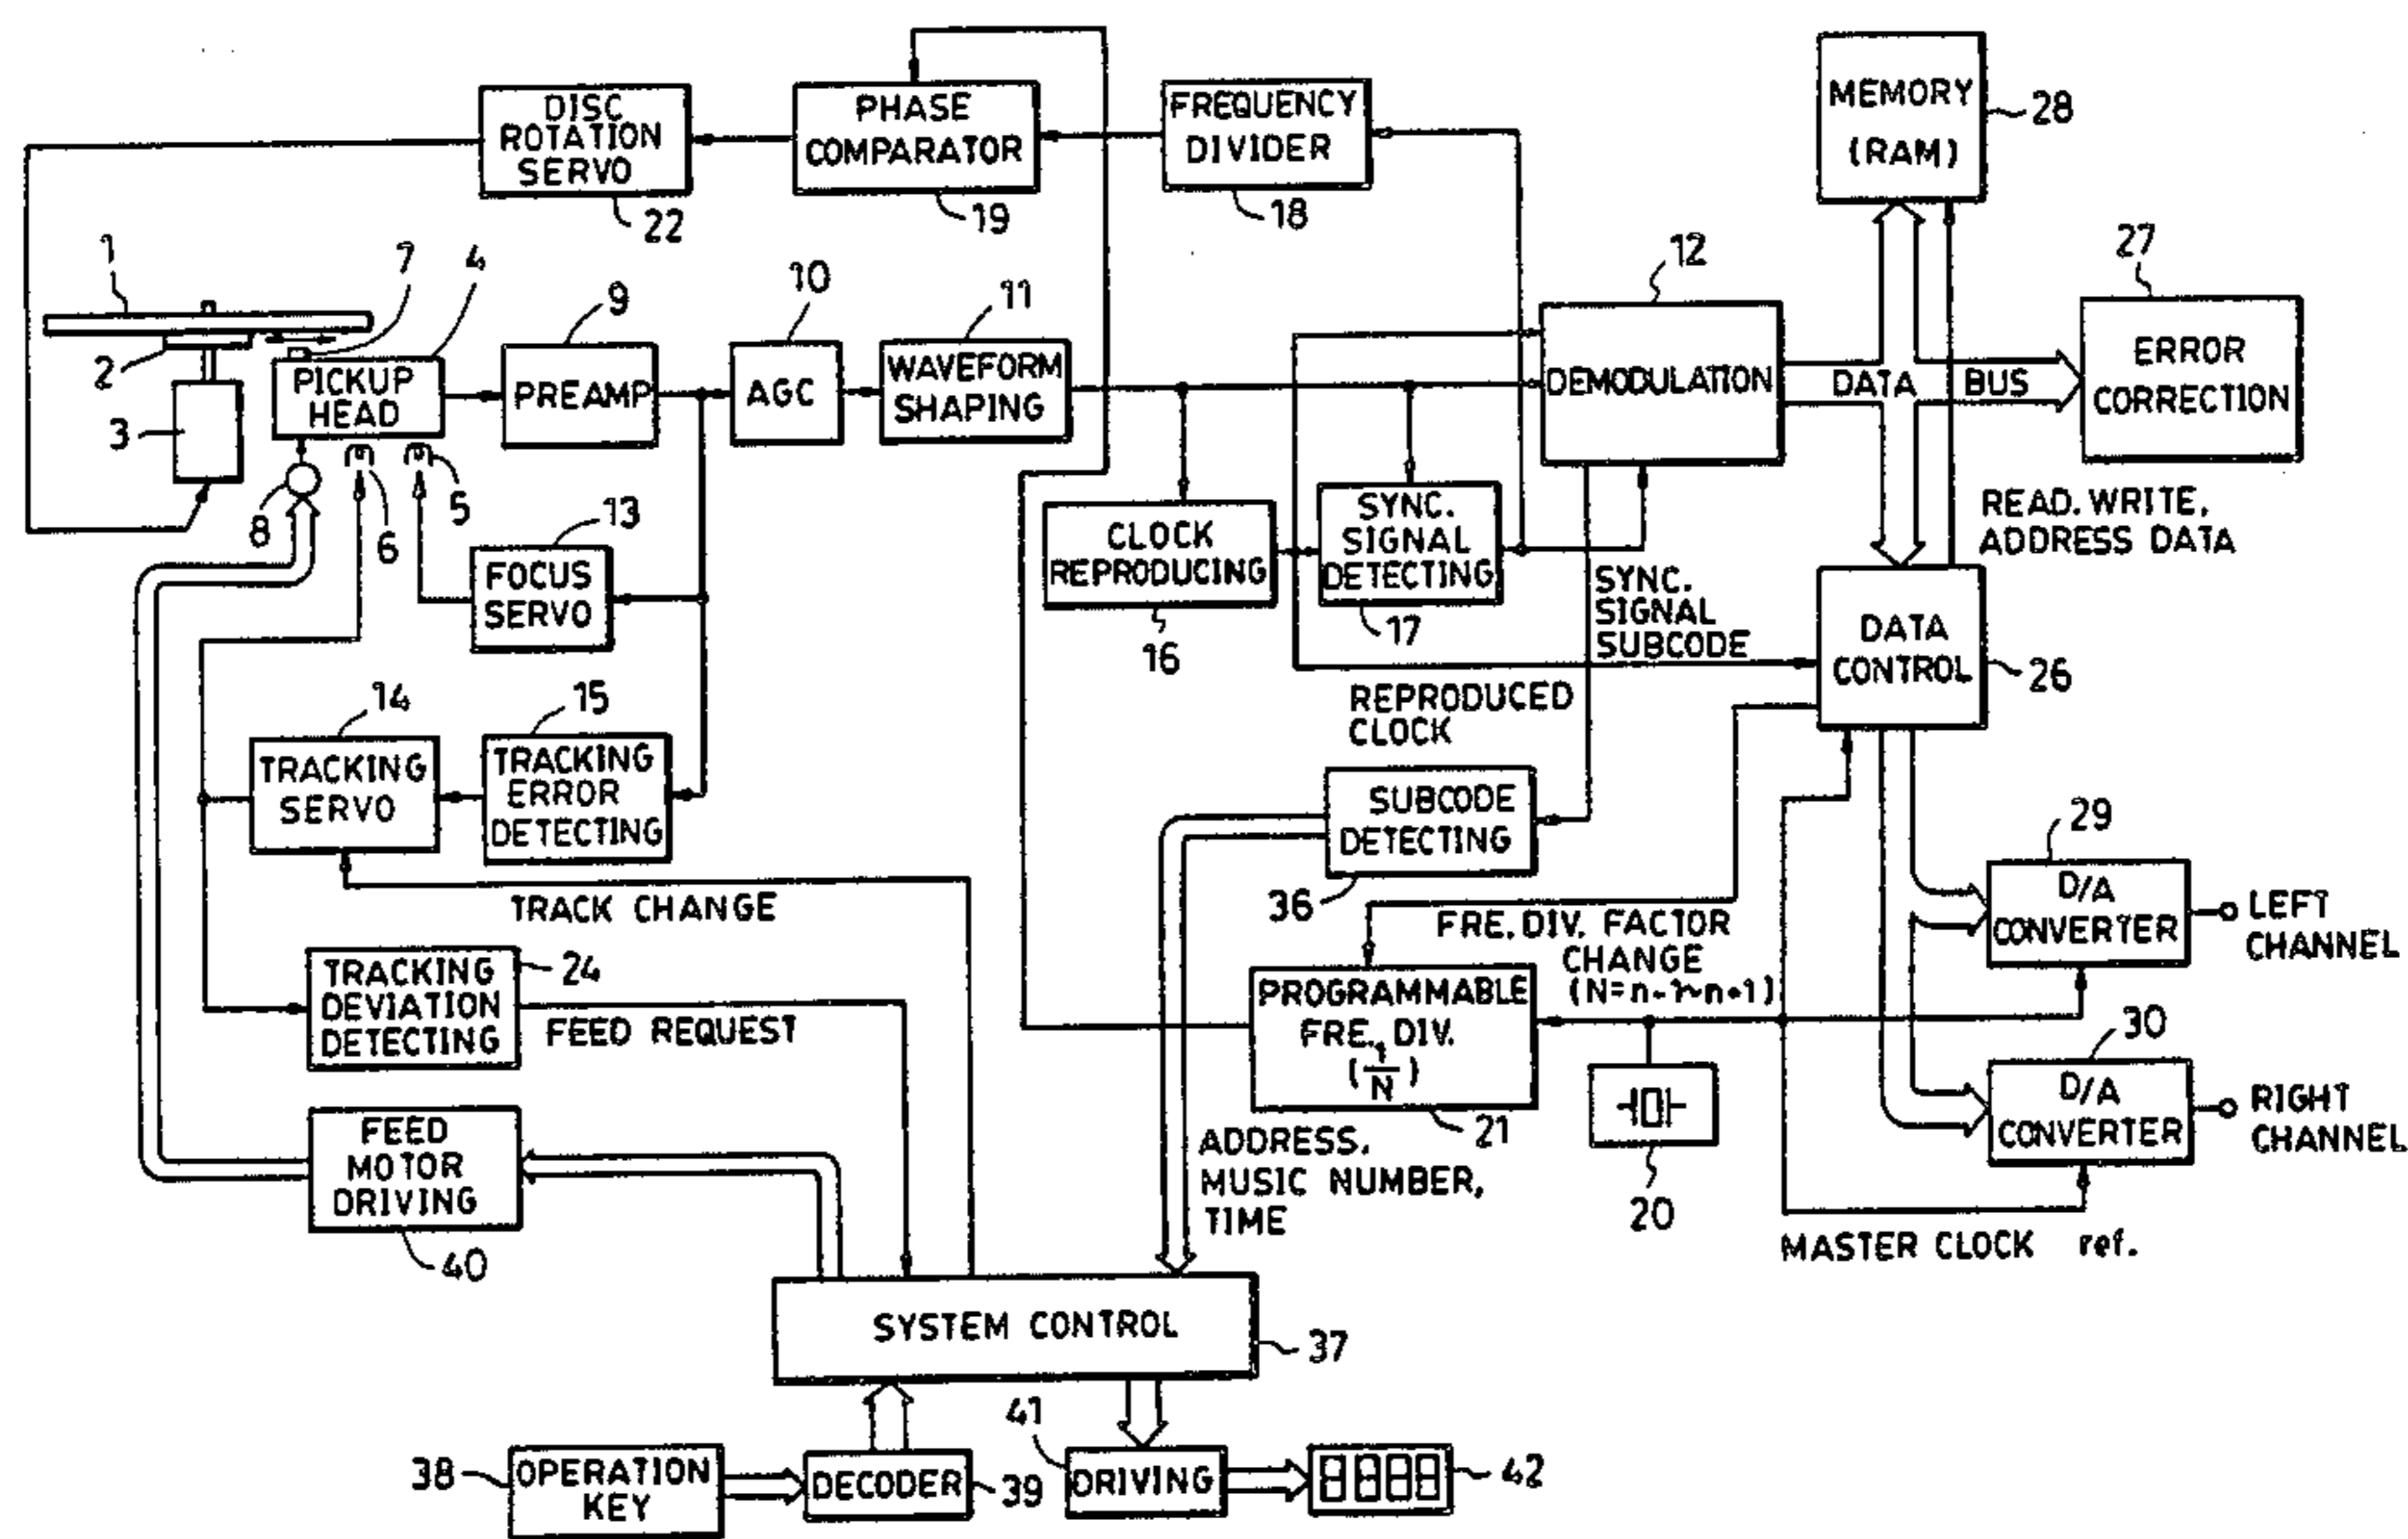 DISC
ROTATION
SERVO
22
PHASE
COMPARATOR
19
FREQUENCY
DIVIDER
18
MEMORY
(RAM)
28
1
7
4
2
3
PICKUP
HEAD
8
6
5
9
PREAMP
10
AGC
11
WAVEFORM
SHAPING
12
DEMODULATION
DATA BUS
27
ERROR
CORRECTION
READ. WRITE,
ADDRESS DATA
13
FOCUS
SERVO
CLOCK
REPRODUCING
16
SYNC.
SIGNAL
DETECTING
17
SYNC.
SIGNAL
SUBCODE
DATA
CONTROL
26
REPRODUCED
CLOCK
14
TRACKING
SERVO
15
TRACKING
ERROR
DETECTING
SUBCODE
DETECTING
36
TRACK CHANGE
FRE. DIV. FACTOR
CHANGE
(N=n-1~n+1)
29
D/A
CONVERTER
LEFT
CHANNEL
24
TRACKING
DEVIATION
DETECTING
FEED REQUEST
PROGRAMMABLE
FRE. DIV.
(1/N)
21
20
30
D/A
CONVERTER
RIGHT
CHANNEL
FEED
MOTOR
DRIVING
40
ADDRESS.
MUSIC NUMBER,
TIME
MASTER CLOCK ref.
SYSTEM CONTROL
37
38
OPERATION
KEY
DECODER
39
41
DRIVING
8888
42